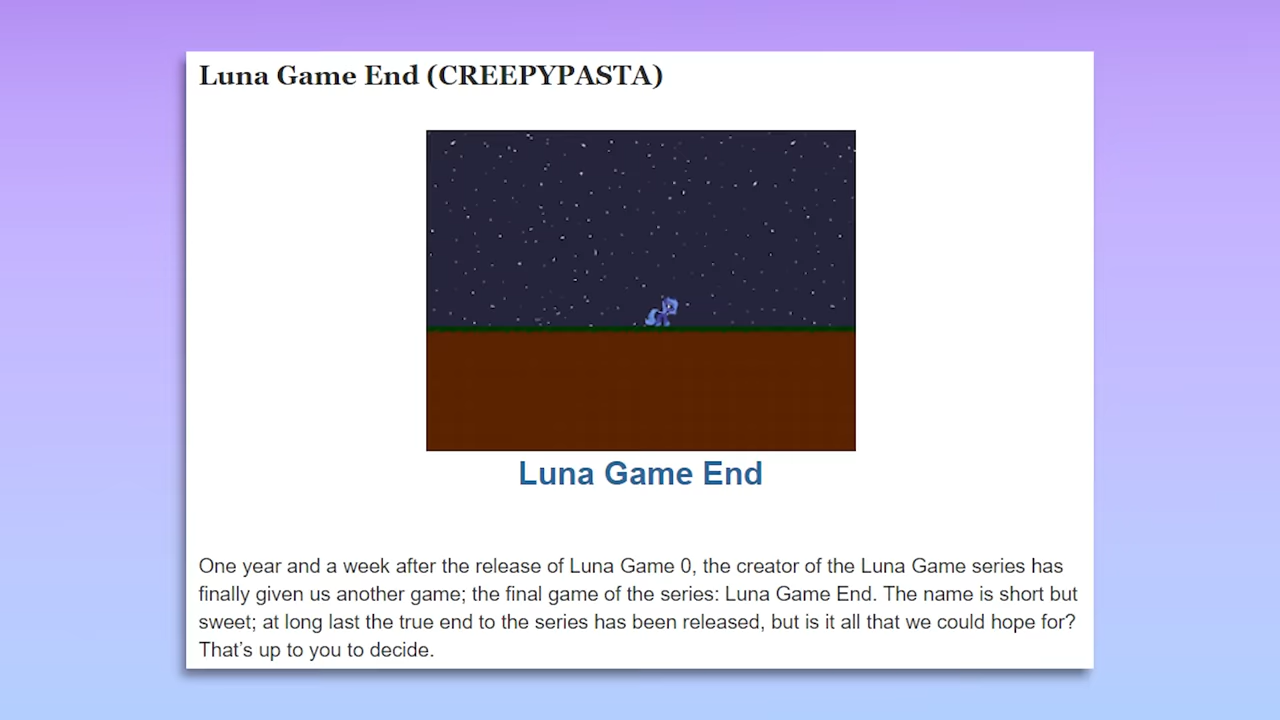 Luna Game End (CREEPYPASTA)
Luna Game End
One year and a week after the release of Luna Game 0, the creator of the Luna Game series has
finally given us another game; the final game of the series: Luna Game End. The name is short but
sweet; at long last the true end to the series has been released, but is it all that we could hope for?
That’s up to you to decide.